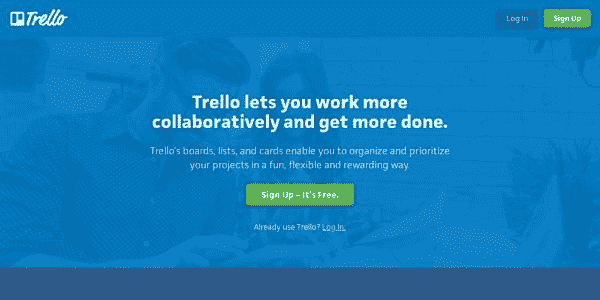 Trello
Log In
Sign Up
Trello lets you work more
collaboratively and get more done.
Trello's boards, lists, and cards enable you to organize and prioritize
your projects in a fun, flexible and rewarding way.
Sign Up – It's Free.
Already use Trello? Log In.